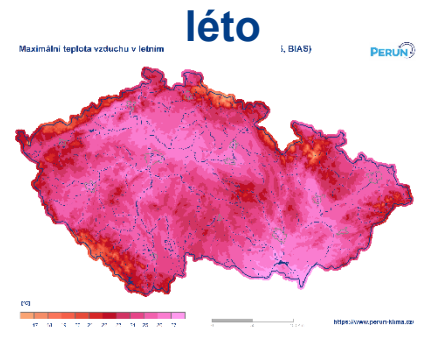 léto
Maximální teplota vzduchu v letním , BIAS)
PERUN
[°C]
https://www.perun-klima.cz/